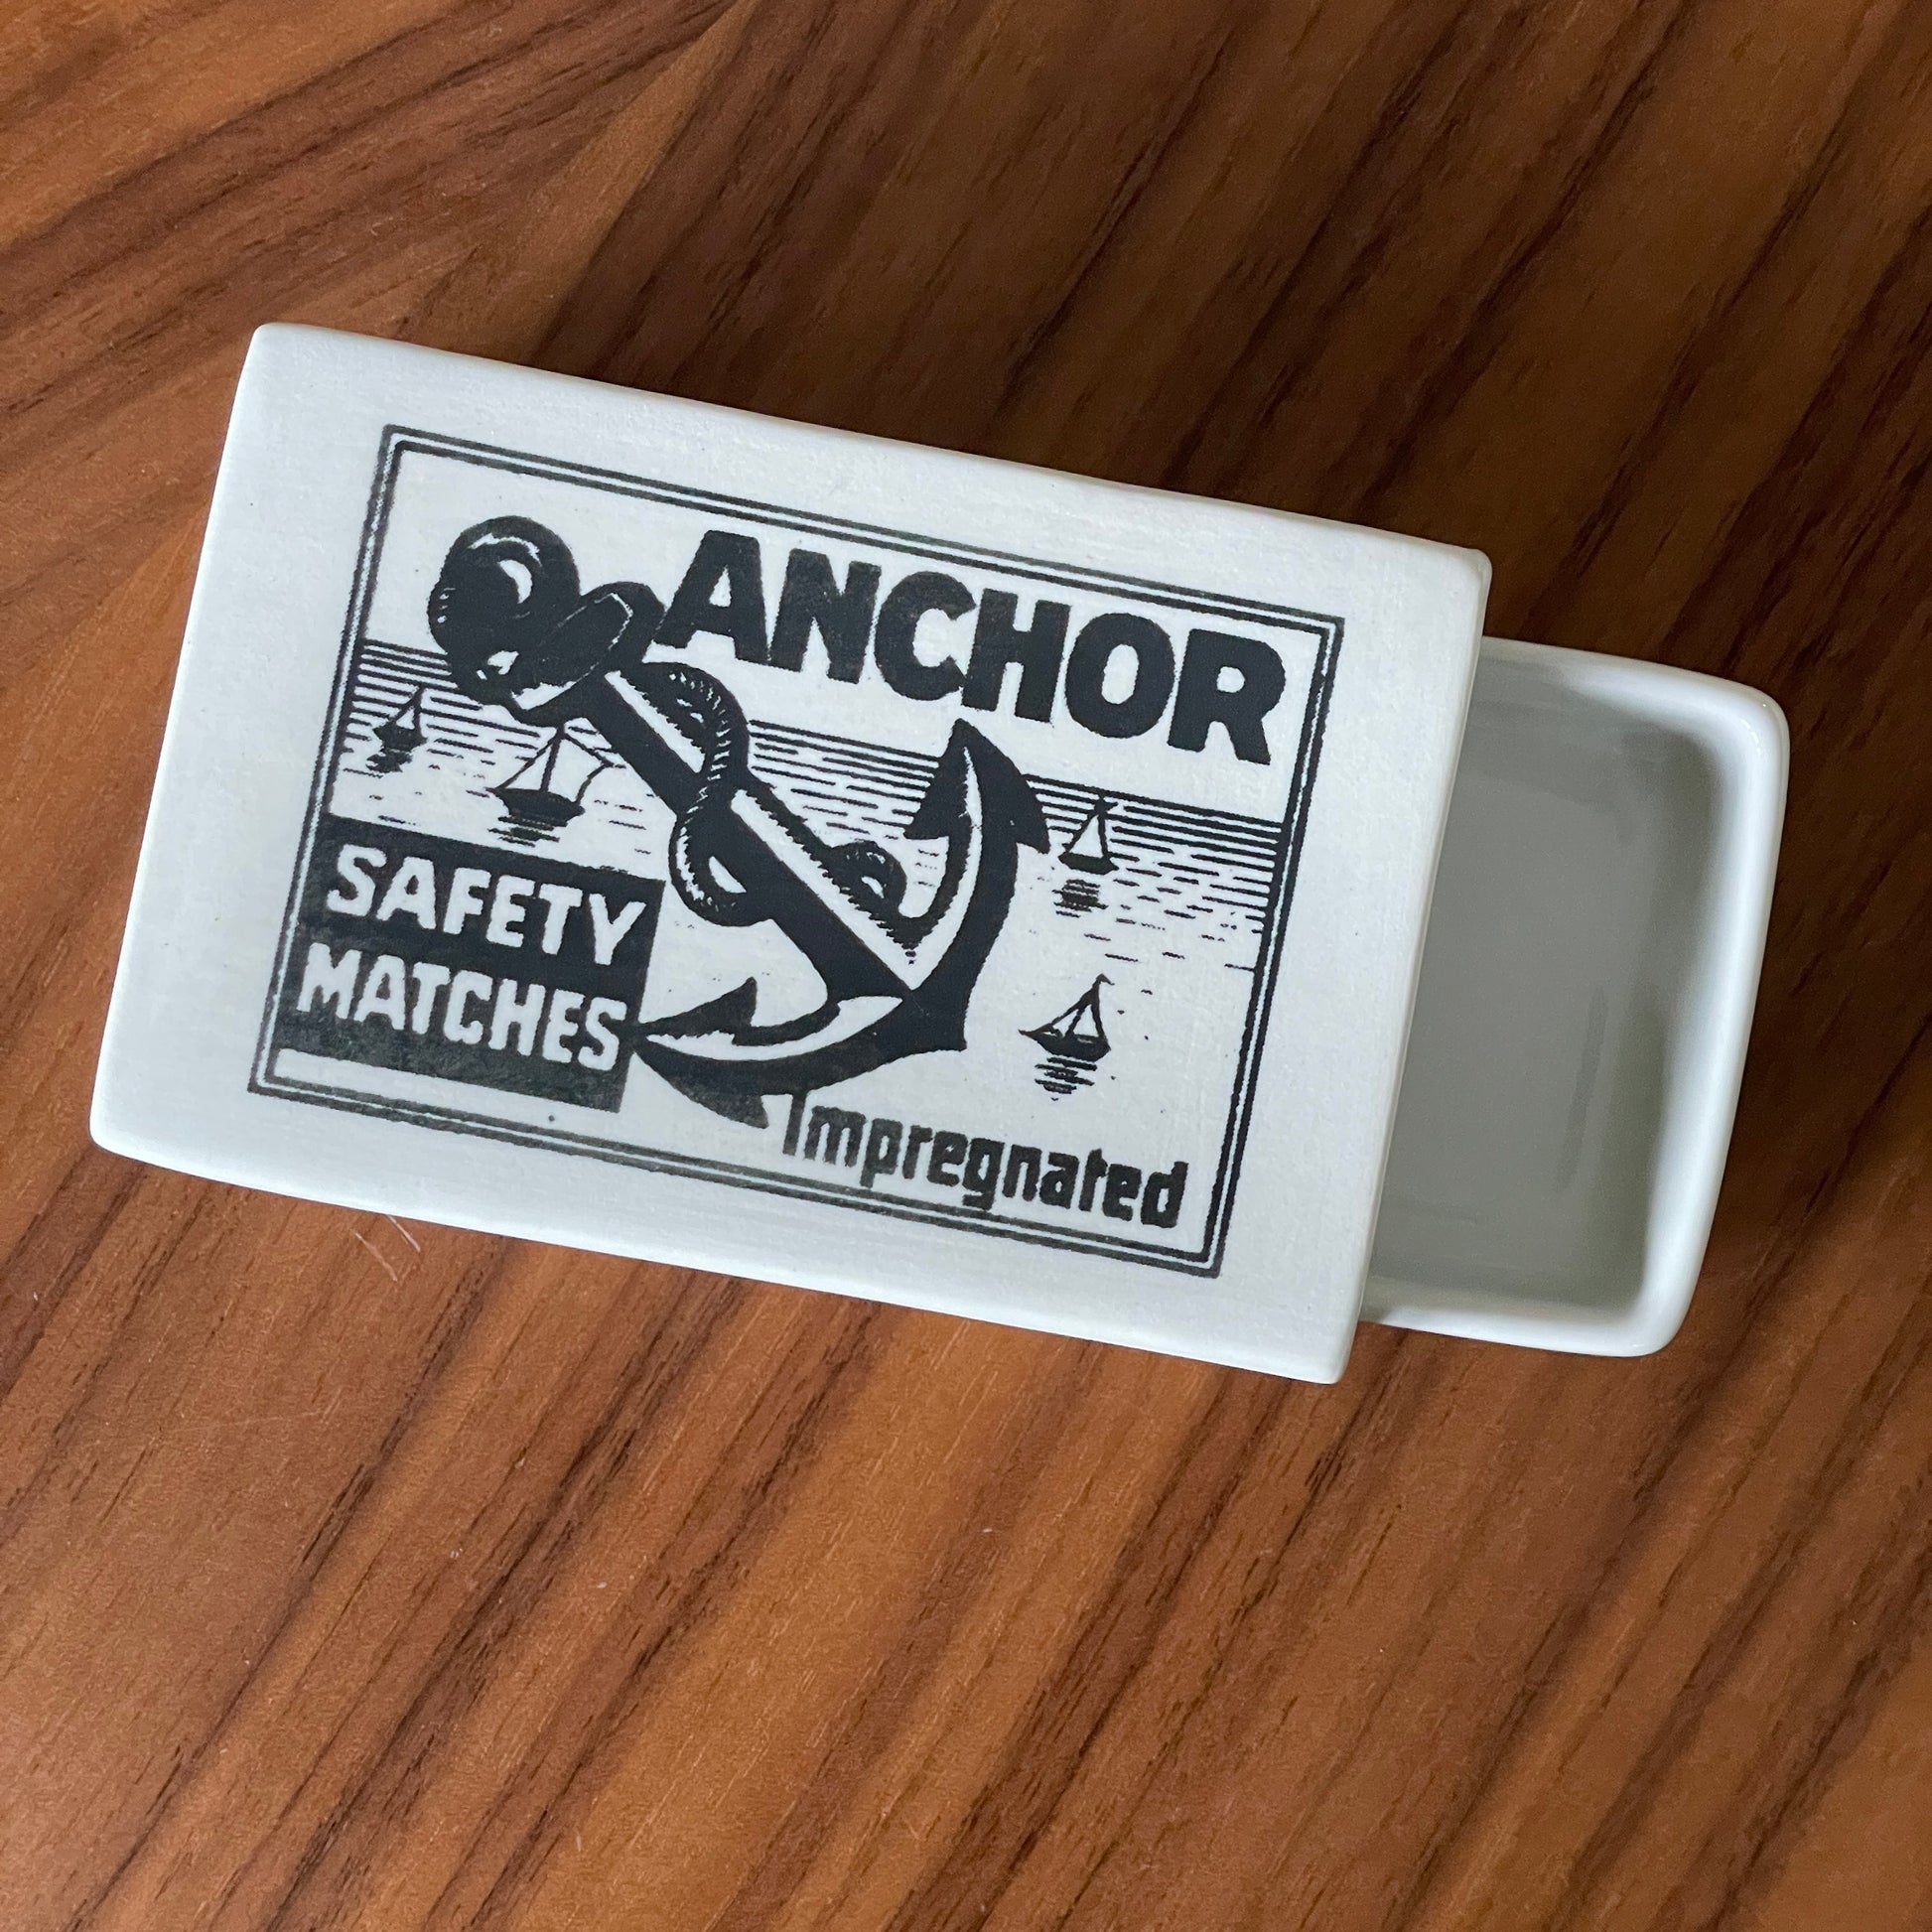 ANCHOR
SAFETY
MATCHES
Impregnated